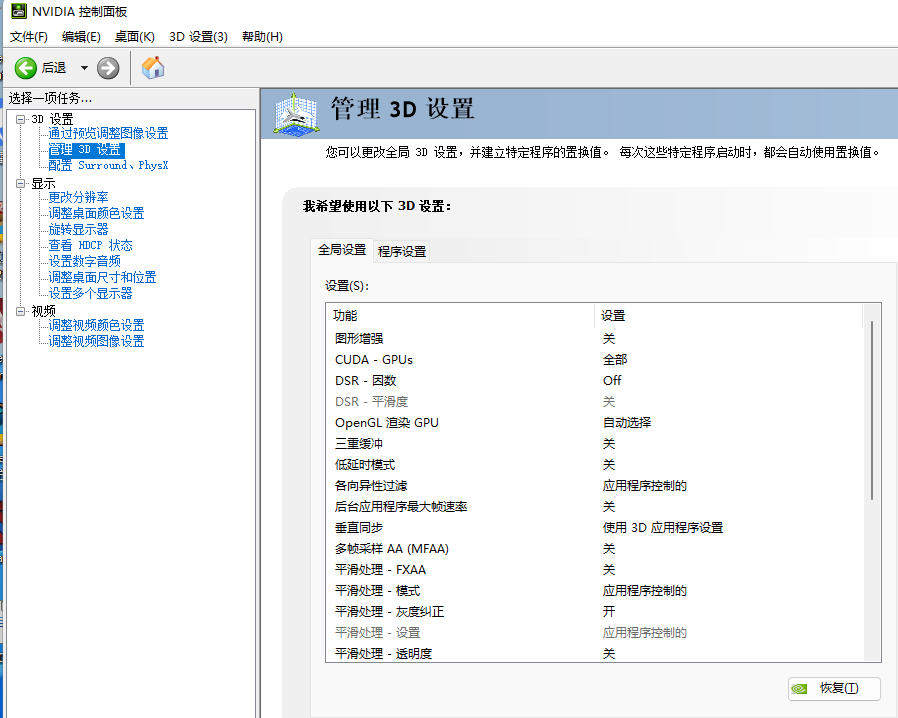 NVIDIA 控制面板
文件(F) 编辑(E) 桌面(K) 3D 设置(3) 帮助(H)
后退
选择一项任务...
3D 设置
通过预览调整图像设置
管理 3D 设置
配置 Surround、PhysX
显示
更改分辨率
调整桌面颜色设置
旋转显示器
查看 HDCP 状态
设置数字音频
调整桌面尺寸和位置
设置多个显示器
视频
调整视频颜色设置
调整视频图像设置
管理 3D 设置
您可以更改全局 3D 设置，并建立特定程序的置换值。 每次这些特定程序启动时，都会自动使用置换值。
我希望使用以下 3D 设置：
全局设置 程序设置
设置(S)：
功能 设置
图形增强 关
CUDA - GPUs 全部
DSR - 因数 Off
DSR - 平滑度 关
OpenGL 渲染 GPU 自动选择
三重缓冲 关
低延时模式 关
各向异性过滤 应用程序控制的
后台应用程序最大帧速率 关
垂直同步 使用 3D 应用程序设置
多帧采样 AA (MFAA) 关
平滑处理 - FXAA 关
平滑处理 - 模式 应用程序控制的
平滑处理 - 灰度纠正 开
平滑处理 - 设置 应用程序控制的
平滑处理 - 透明度 关
恢复(T)